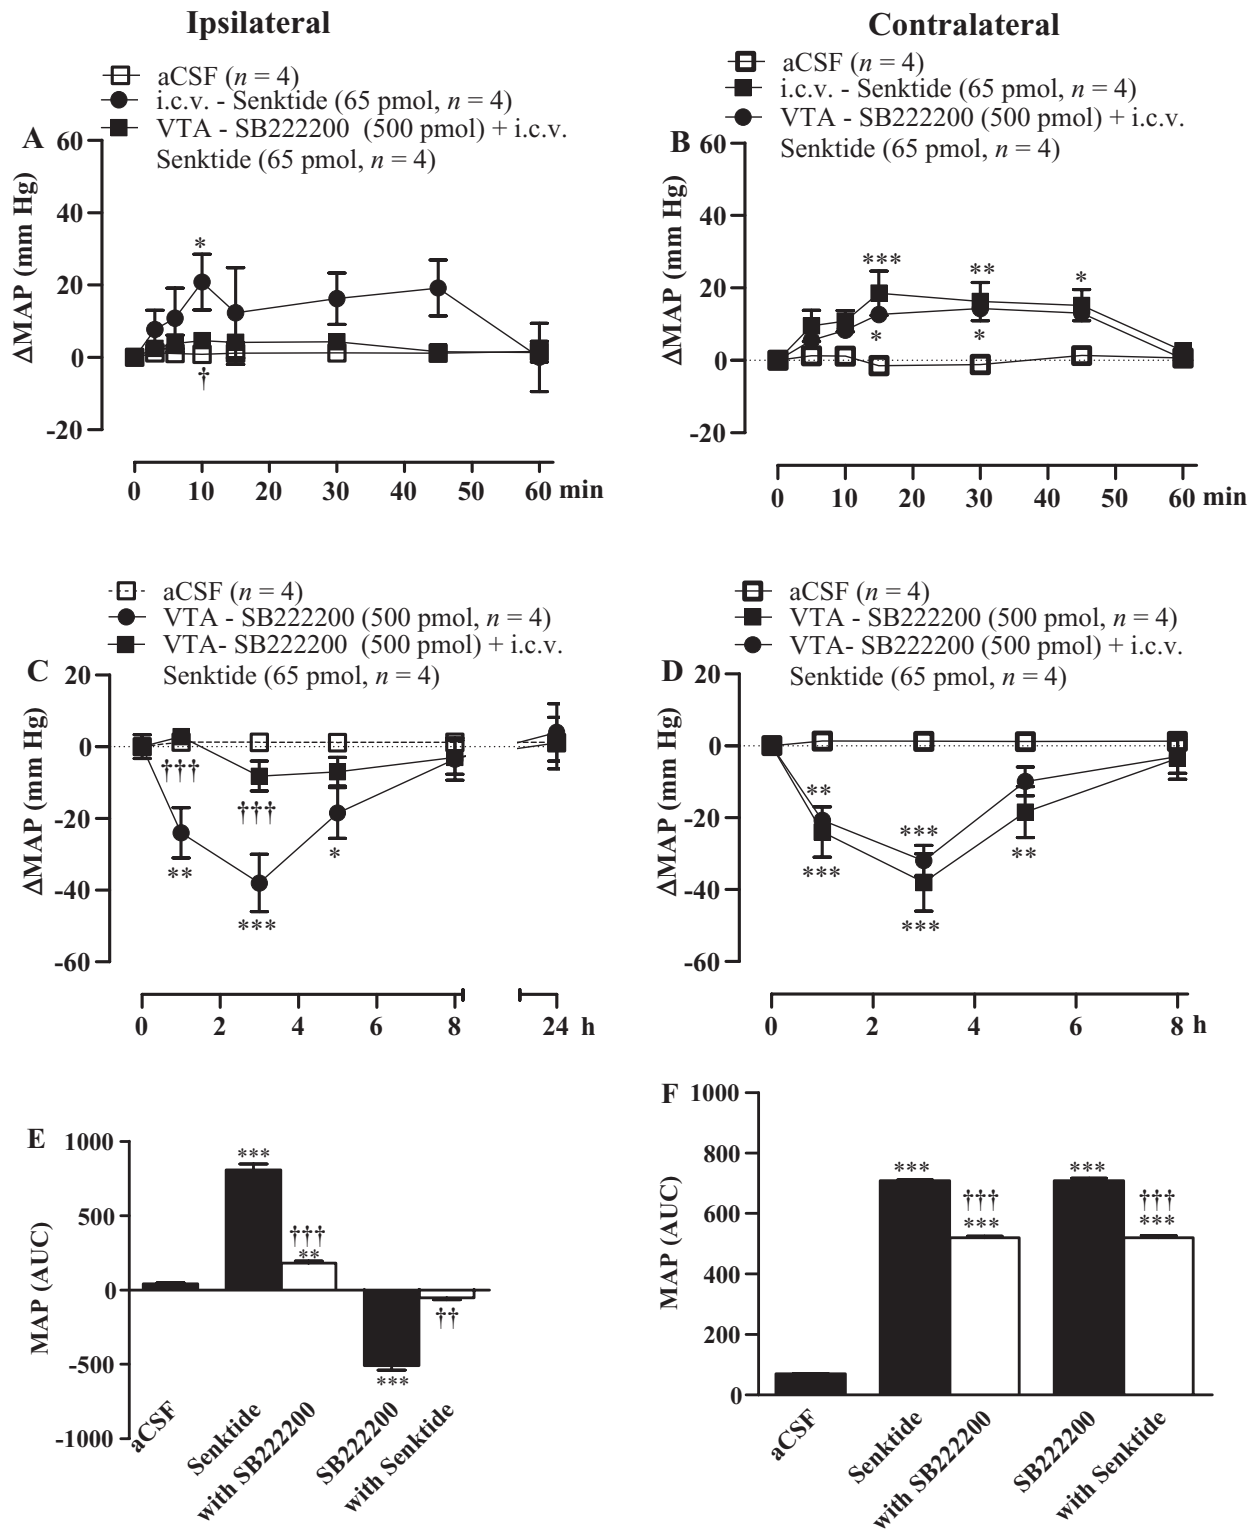 Ipsilateral
aCSF (n = 4)
i.c.v. - Senktide (65 pmol, n = 4)
VTA - SB222200 (500 pmol) + i.c.v.
Senktide (65 pmol, n = 4)
A
60
40
20
0
-20
ΔMAP (mm Hg)
*
†
0 10 20 30 40 50 60 min
Contralateral
aCSF (n = 4)
i.c.v. - Senktide (65 pmol, n = 4)
VTA - SB222200 (500 pmol) + i.c.v.
Senktide (65 pmol, n = 4)
B
60
40
20
0
-20
ΔMAP (mm Hg)
*** ** *
* *
0 10 20 30 40 50 60 min
aCSF (n = 4)
VTA - SB222200 (500 pmol, n = 4)
VTA- SB222200 (500 pmol) + i.c.v.
Senktide (65 pmol, n = 4)
C
20
0
-20
-40
-60
ΔMAP (mm Hg)
†††
†††
*
**
***
0 2 4 6 8 24 h
aCSF (n = 4)
VTA - SB222200 (500 pmol, n = 4)
VTA- SB222200 (500 pmol) + i.c.v.
Senktide (65 pmol, n = 4)
D
20
0
-20
-40
-60
ΔMAP (mm Hg)
**
***
**
***
***
0 2 4 6 8 h
E
1000
500
0
-500
-1000
MAP (AUC)
***
†††
**
††
***
aCSF
Senktide
with SB222200
SB222200
with Senktide
F
1000
800
600
400
200
0
MAP (AUC)
*** ***
††† †††
*** ***
aCSF
Senktide
with SB222200
SB222200
with Senktide